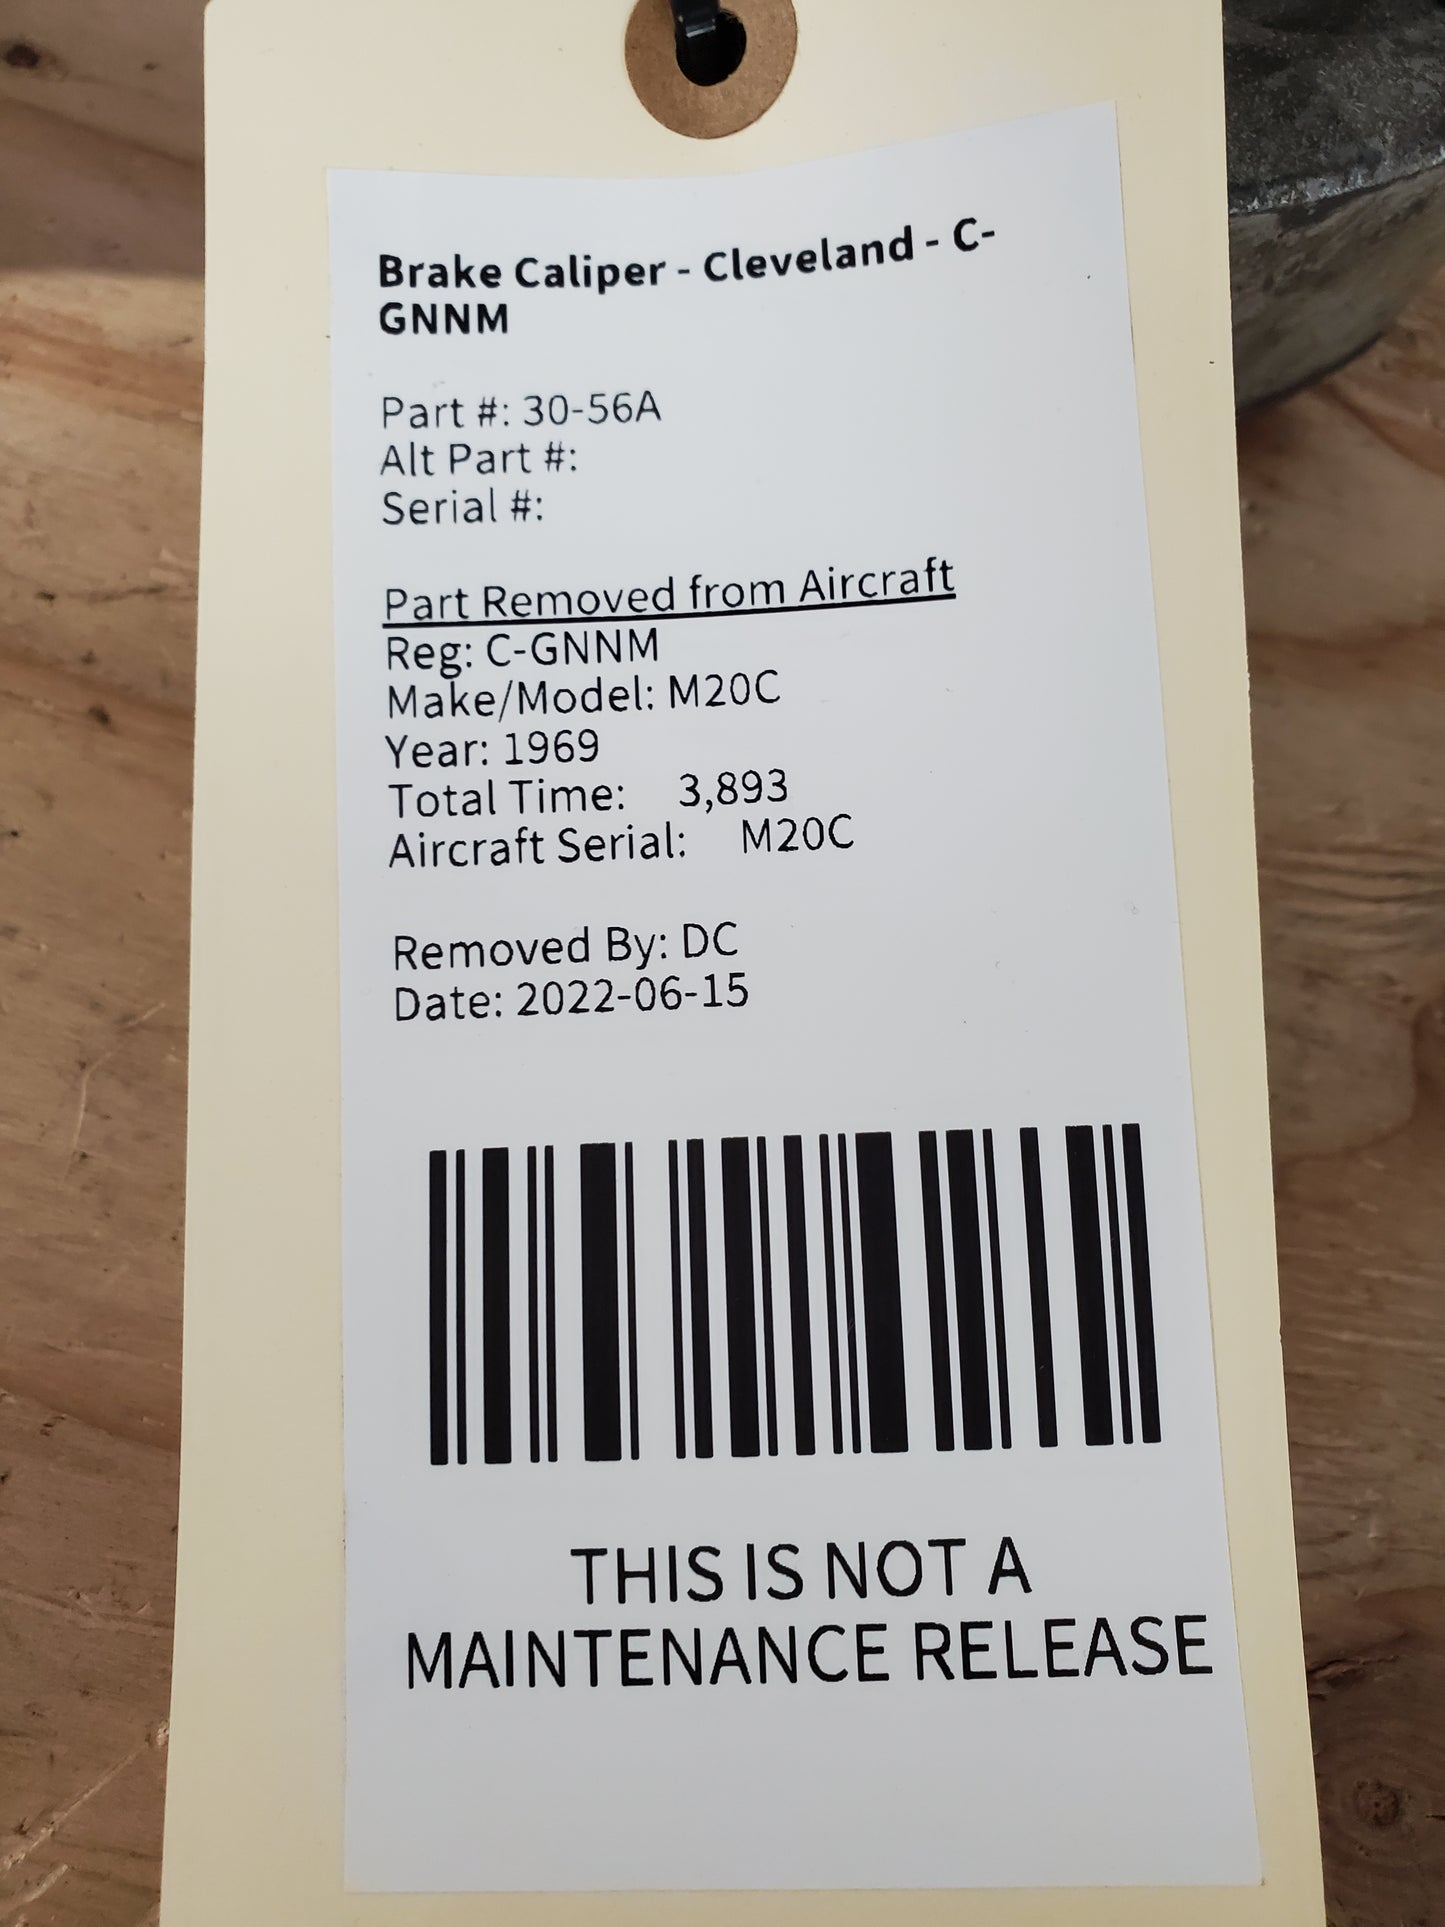 Brake Caliper - Cleveland - C-
GNNM
Part #: 30-56A
Alt Part #:
Serial #:
Part Removed from Aircraft
Reg: C-GNNM
Make/Model: M20C
Year: 1969
Total Time: 3,893
Aircraft Serial: M20C
Removed By: DC
Date: 2022-06-15
THIS IS NOT A
MAINTENANCE RELEASE